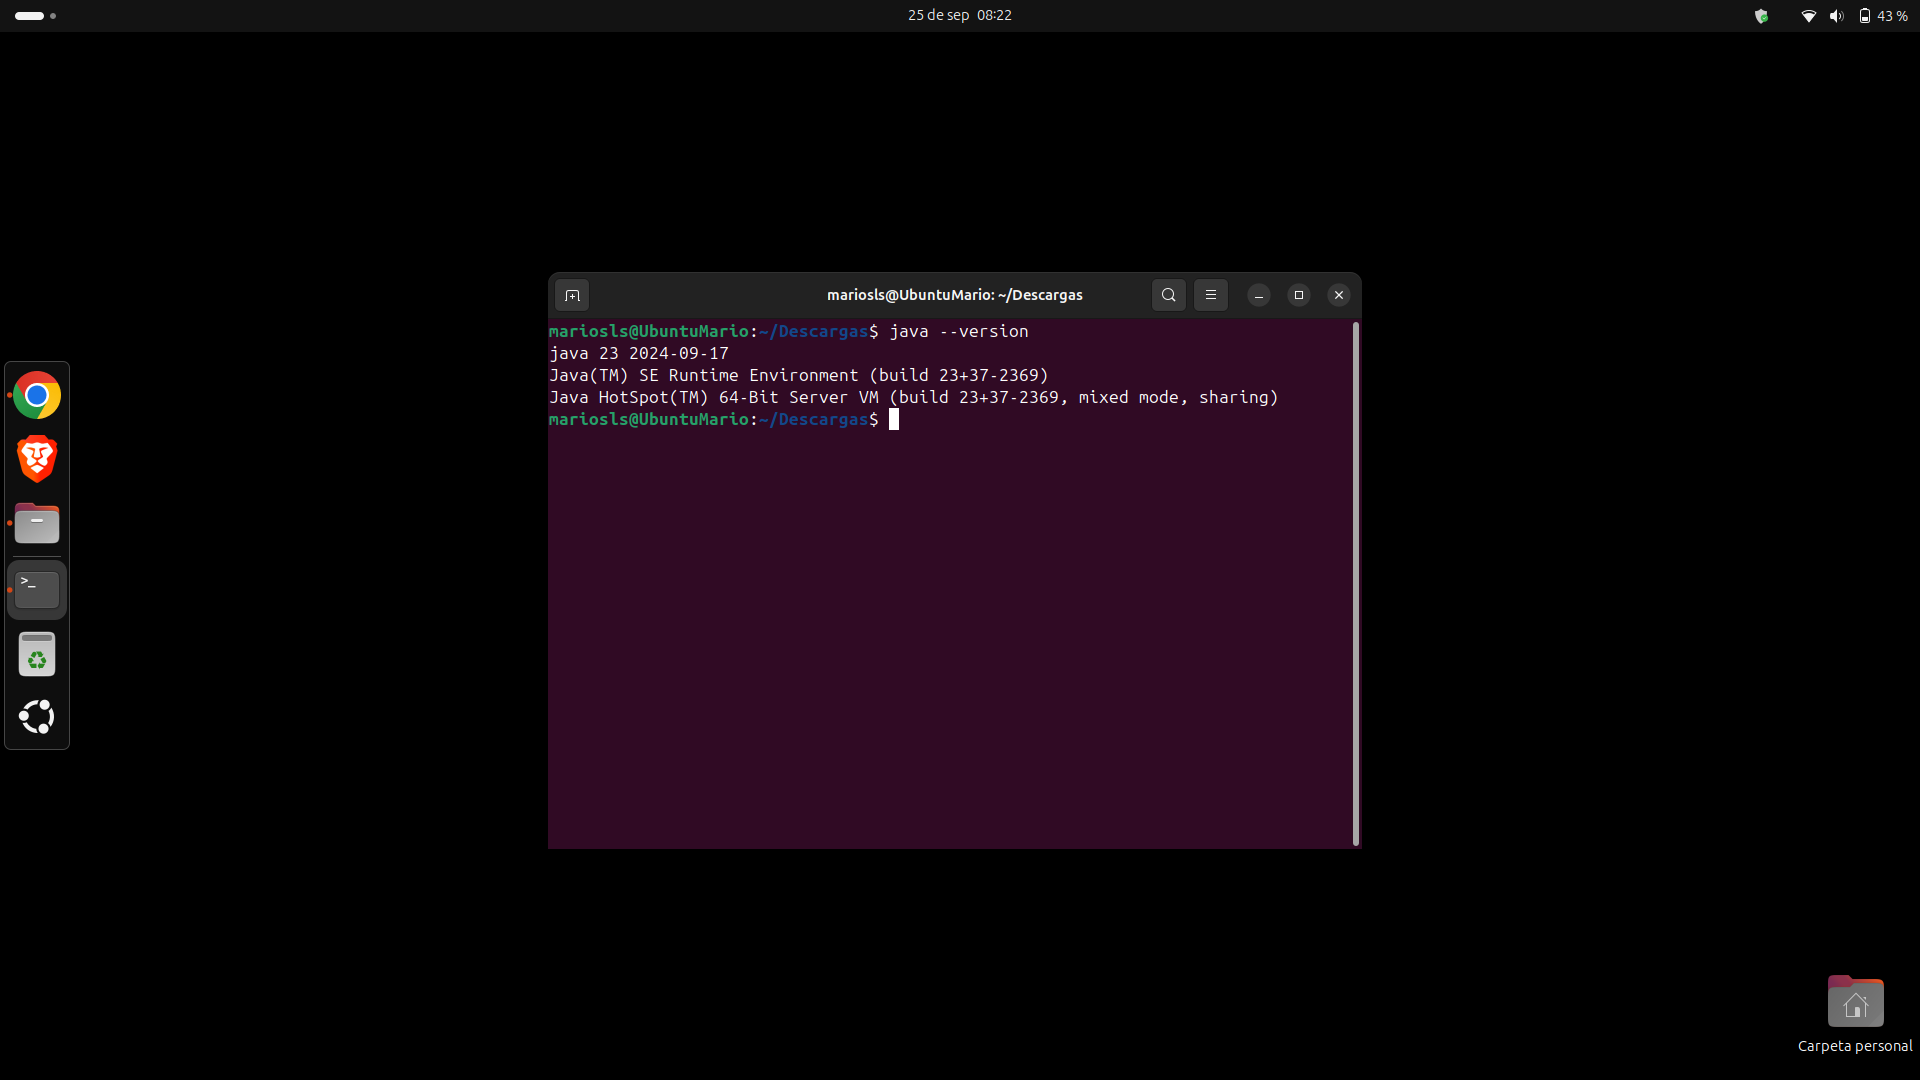 25 de sep 08:22
43 %
mariosls@UbuntuMario: ~/Descargas
mariosls@UbuntuMario:~/Descargas$ java --version
java 23 2024-09-17
Java(TM) SE Runtime Environment (build 23+37-2369)
Java HotSpot(TM) 64-Bit Server VM (build 23+37-2369, mixed mode, sharing)
mariosls@UbuntuMario:~/Descargas$
>_
Carpeta personal